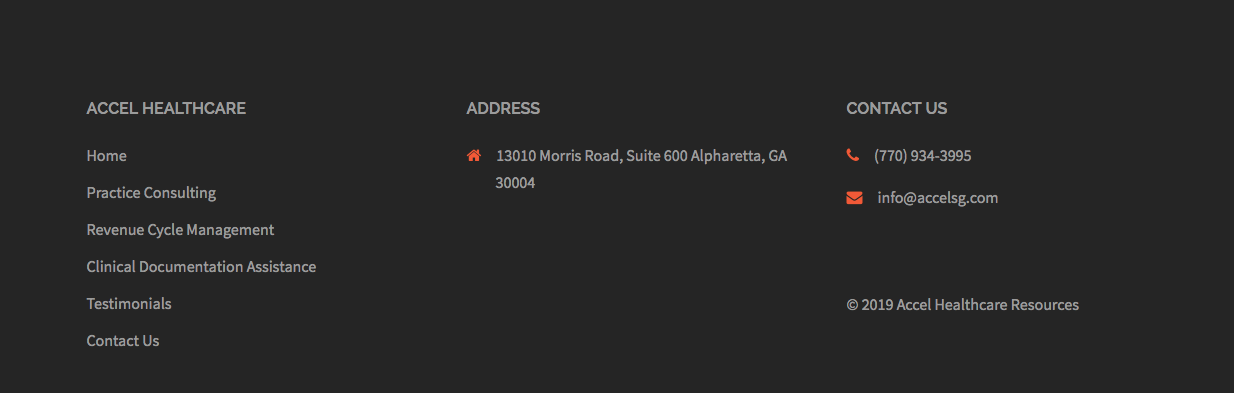 ACCEL HEALTHCARE
Home
Practice Consulting
Revenue Cycle Management
Clinical Documentation Assistance
Testimonials
Contact Us
ADDRESS
13010 Morris Road, Suite 600 Alpharetta, GA
30004
CONTACT US
(770) 934-3995
info@accelsg.com
© 2019 Accel Healthcare Resources